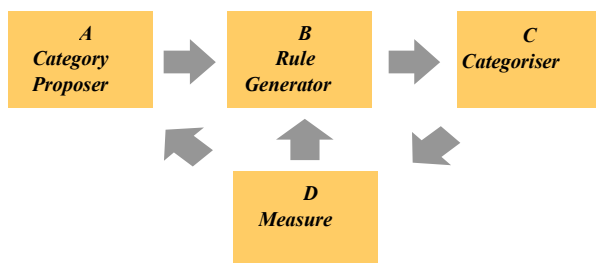 A
Category
Proposer
B
Rule
Generator
C
Categoriser
D
Measure